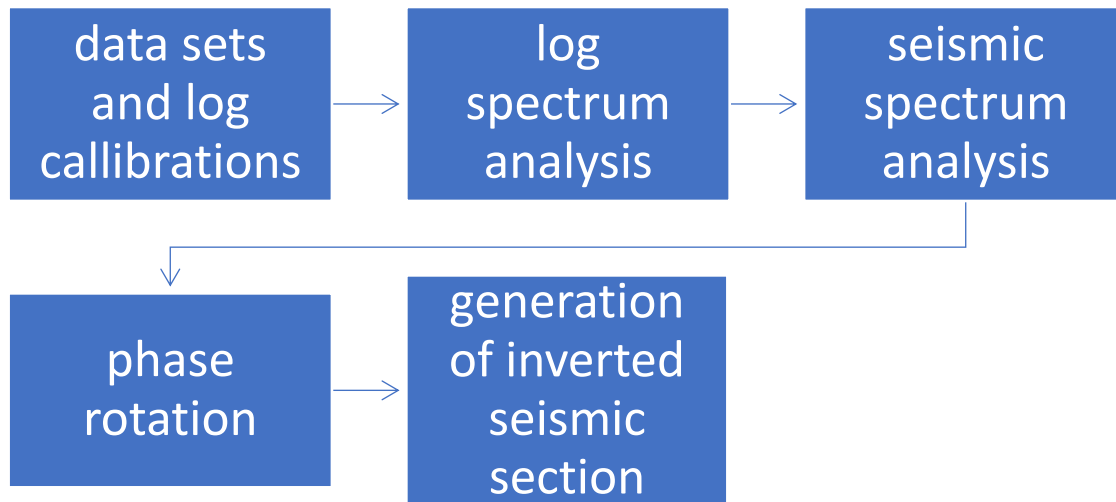 data sets
and log
callibrations
log
spectrum
analysis
seismic
spectrum
analysis
phase
rotation
generation
of inverted
seismic
section